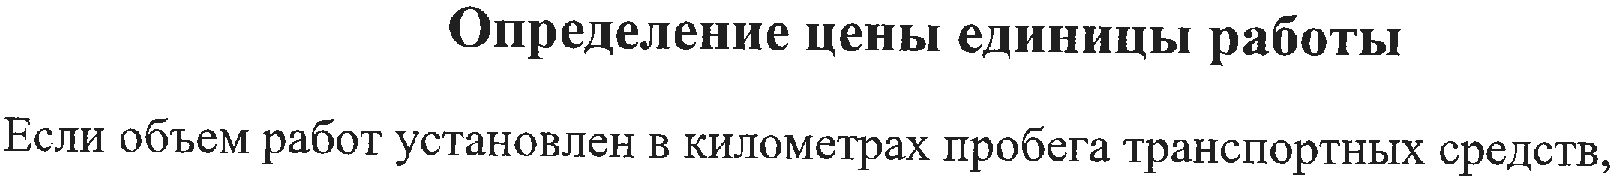 Определение цены единицы работы
Если объем работ установлен в километрах пробега транспортных средств,